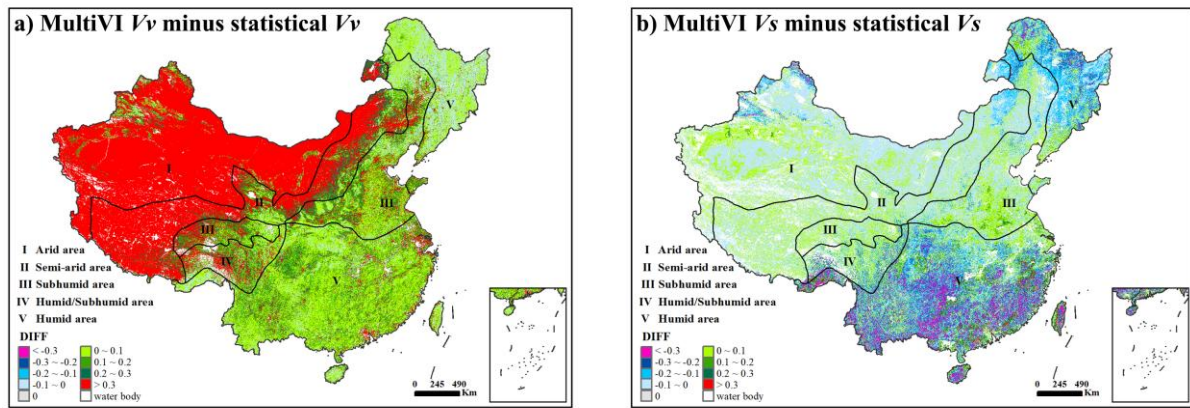 a) MultiVI Vv minus statistical Vv
I
II
III
III
IV
V
V
I Arid area
II Semi-arid area
III Subhumid area
IV Humid/Subhumid area
V Humid area
DIFF
< -0.3 0 ~ 0.1
-0.3 ~ -0.2 0.1 ~ 0.2
-0.2 ~ -0.1 0.2 ~ 0.3
-0.1 ~ 0 > 0.3
0 water body
0 245 490
Km
b) MultiVI Vs minus statistical Vs
I
II
III
III
IV
V
V
I Arid area
II Semi-arid area
III Subhumid area
IV Humid/Subhumid area
V Humid area
DIFF
< -0.3 0 ~ 0.1
-0.3 ~ -0.2 0.1 ~ 0.2
-0.2 ~ -0.1 0.2 ~ 0.3
-0.1 ~ 0 > 0.3
0 water body
0 245 490
Km